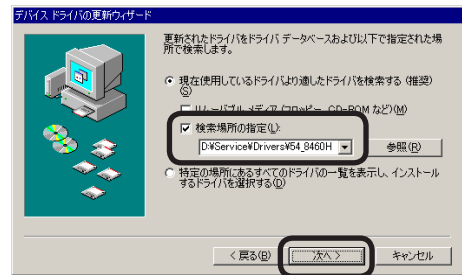 デバイス ドライバの更新ウィザード
更新されたドライバをドライバ データベースおよび以下で指定された場
所で検索します。
現在使用しているドライバより適したドライバを検索する (推奨)
(S)
リムーバブル メディア (フロッピー、CD-ROM など)(M)
検索場所の指定(L):
D:¥Service¥Drivers¥54_8460H
参照(R)
特定の場所にあるすべてのドライバの一覧を表示し、インストール
するドライバを選択する(D)
< 戻る(B)
次へ >
キャンセル